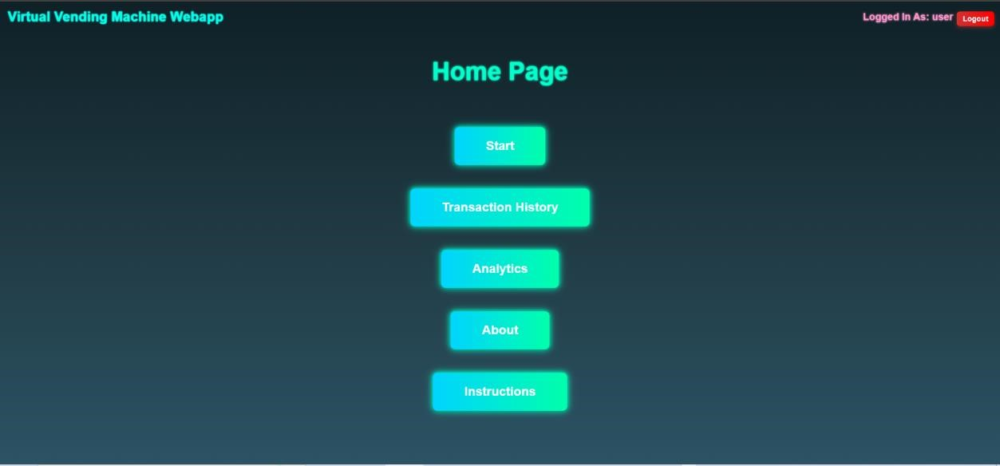 Virtual Vending Machine Webapp
Logged In As: user Logout
Home Page
Start
Transaction History
Analytics
About
Instructions